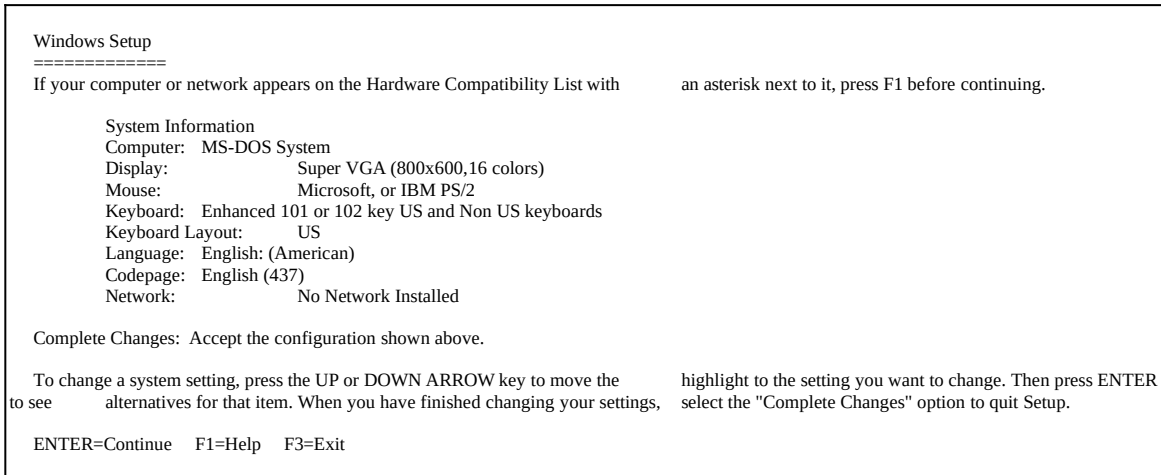 Windows Setup
=============
If your computer or network appears on the Hardware Compatibility List with an asterisk next to it, press F1 before continuing.
System Information
Computer: MS-DOS System
Display: Super VGA (800x600,16 colors)
Mouse: Microsoft, or IBM PS/2
Keyboard: Enhanced 101 or 102 key US and Non US keyboards
Keyboard Layout: US
Language: English: (American)
Codepage: English (437)
Network: No Network Installed
Complete Changes: Accept the configuration shown above.
To change a system setting, press the UP or DOWN ARROW key to move the highlight to the setting you want to change. Then press ENTER
to see alternatives for that item. When you have finished changing your settings, select the "Complete Changes" option to quit Setup.
ENTER=Continue F1=Help F3=Exit